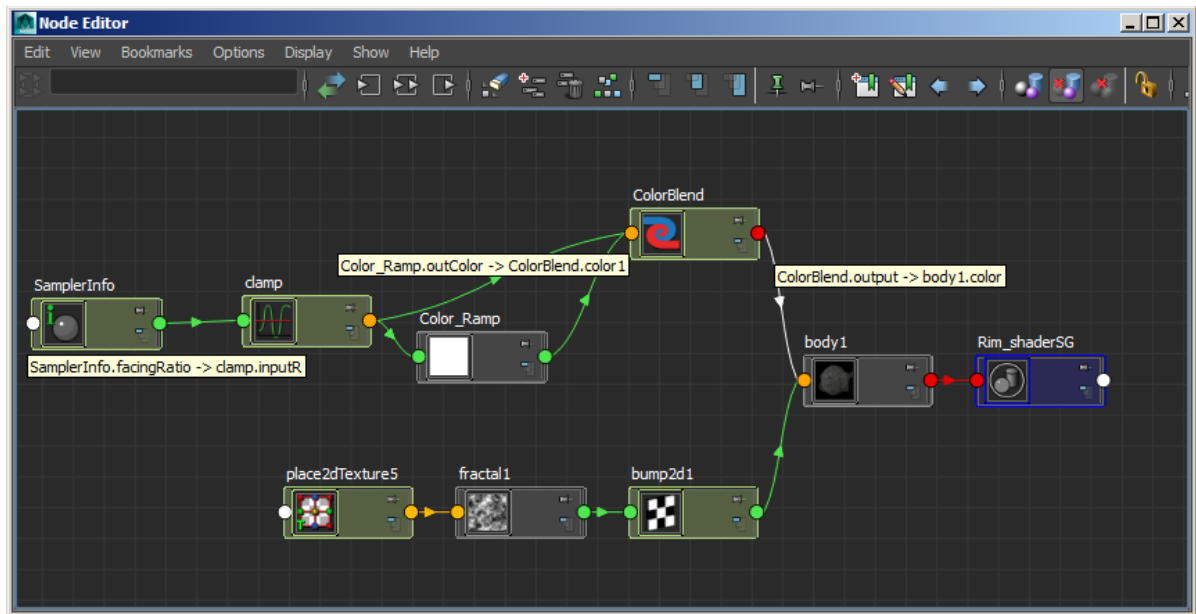 Node Editor
Edit View Bookmarks Options Display Show Help
ColorBlend
Color_Ramp.outColor -> ColorBlend.color1
ColorBlend.output -> body1.color
SamplerInfo
clamp
Color_Ramp
body1
Rim_shaderSG
SamplerInfo.facingRatio -> clamp.inputR
place2dTexture5
fractal1
bump2d1